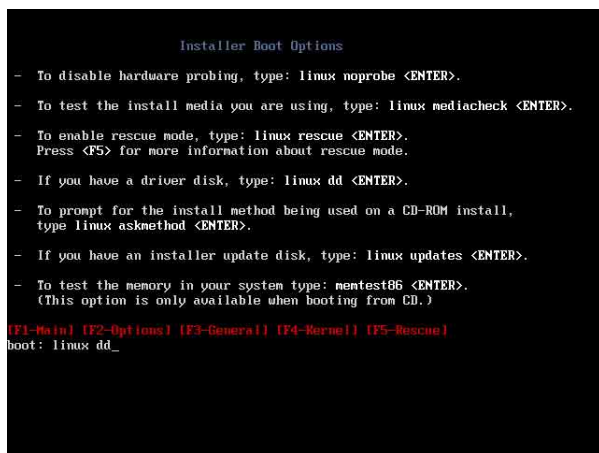 Installer Boot Options
- To disable hardware probing, type: linux noprobe <ENTER>.
- To test the install media you are using, type: linux mediacheck <ENTER>.
- To enable rescue mode, type: linux rescue <ENTER>.
Press <F5> for more information about rescue mode.
- If you have a driver disk, type: linux dd <ENTER>.
- To prompt for the install method being used on a CD-ROM install,
type linux askmethod <ENTER>.
- If you have an installer update disk, type: linux updates <ENTER>.
- To test the memory in your system type: memtest86 <ENTER>.
(This option is only available when booting from CD.)
[F1-Main] [F2-Options] [F3-General] [F4-Kernel] [F5-Rescue]
boot: linux dd_